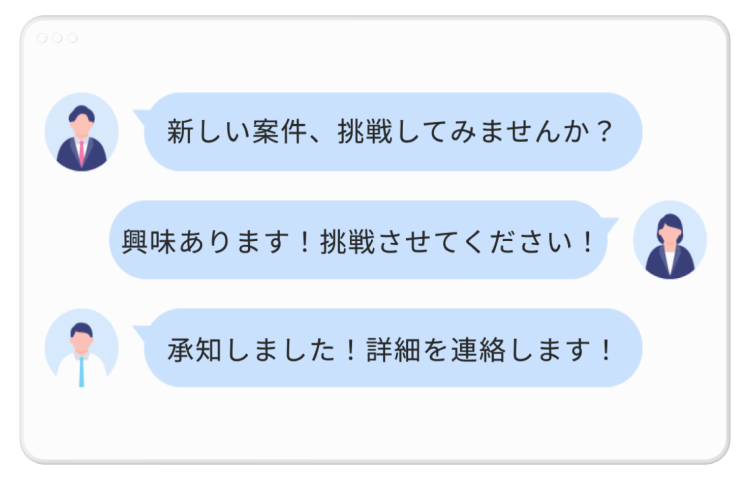 新しい案件、挑戦してみませんか？
興味あります！挑戦させてください！
承知しました！詳細を連絡します！